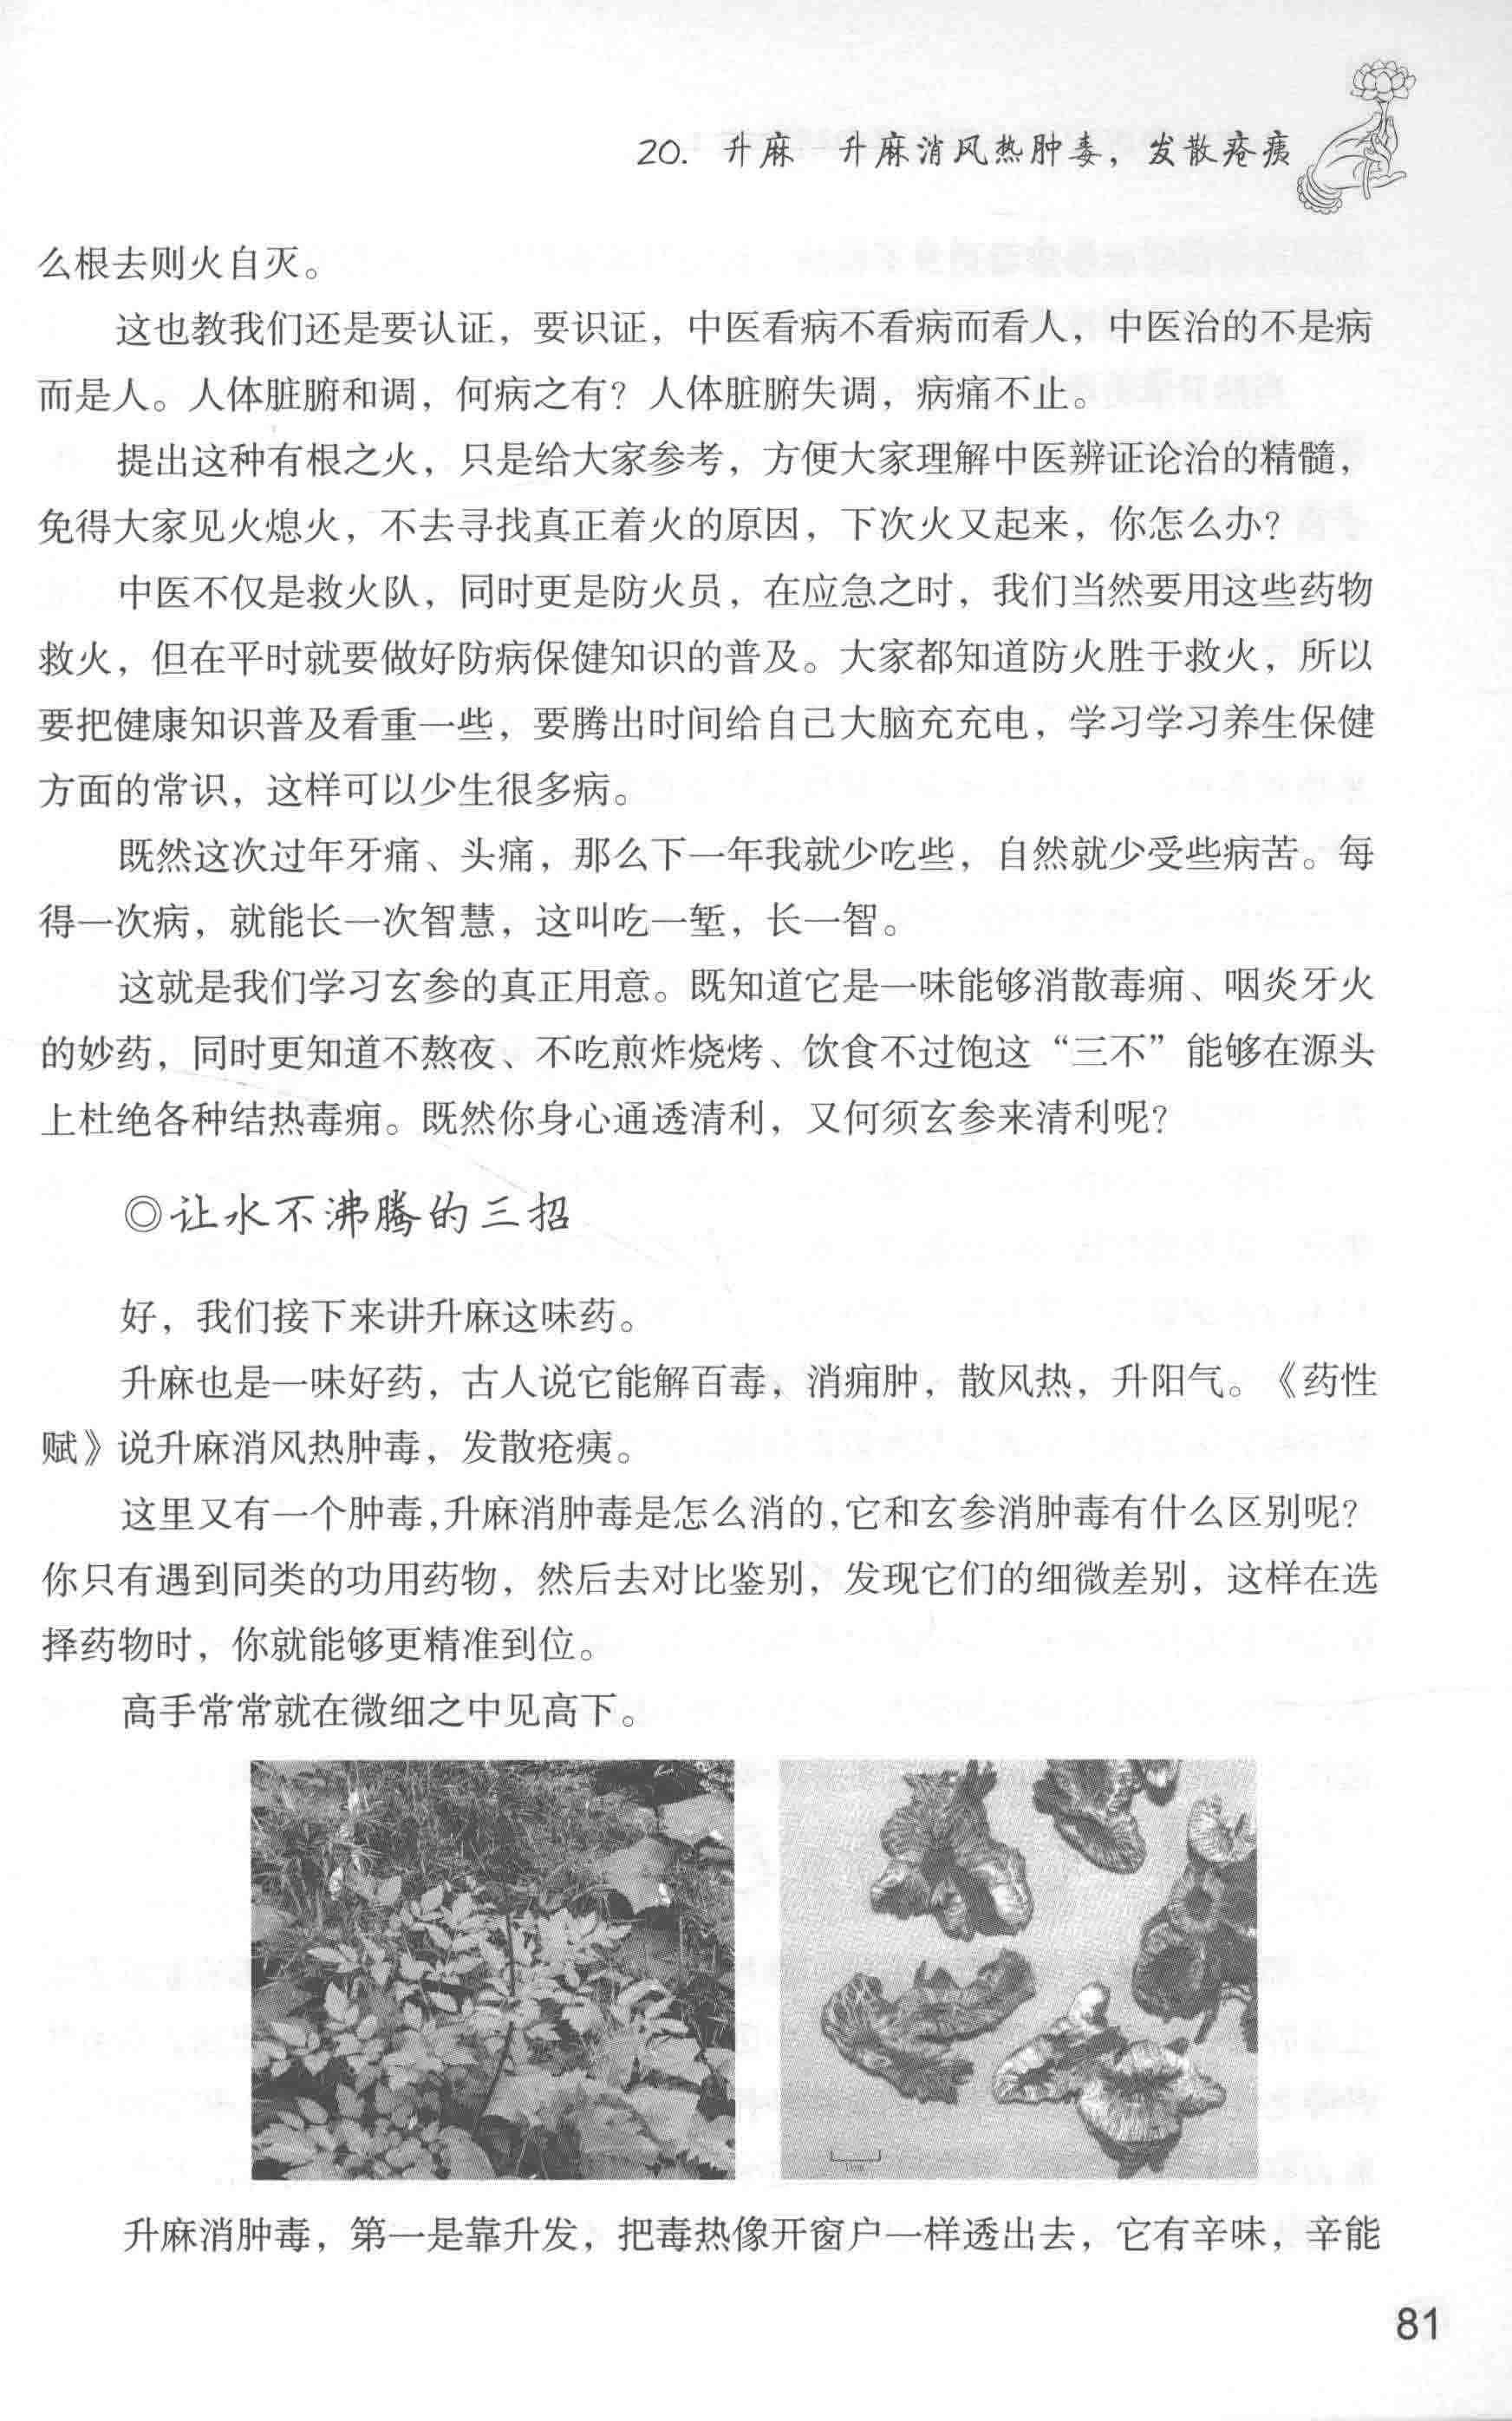 20. 升麻 升麻消风热肿毒，发散疮痍
么根去则火自灭。
这也教我们还是要认证，要识证，中医看病不看病而看人，中医治的不是病
而是人。人体脏腑和调，何病之有？人体脏腑失调，病痛不止。
提出这种有根之火，只是给大家参考，方便大家理解中医辨证论治的精髓，
免得大家见火熄火，不去寻找真正着火的原因，下次火又起来，你怎么办？
中医不仅是救火队，同时更是防火员，在应急之时，我们当然要用这些药物
救火，但在平时就要做好防病保健知识的普及。大家都知道防火胜于救火，所以
要把健康知识普及看重一些，要腾出时间给自己大脑充充电，学习学习养生保健
方面的常识，这样可以少生很多病。
既然这次过年牙痛、头痛，那么下一年我就少吃些，自然就少受些病苦。每
得一次病，就能长一次智慧，这叫吃一堑，长一智。
这就是我们学习玄参的真正用意。既知道它是一味能够消散毒痈、咽炎牙火
的妙药，同时更知道不熬夜、不吃煎炸烧烤、饮食不过饱这“三不”能够在源头
上杜绝各种结热毒痈。既然你身心通透清利，又何须玄参来清利呢？
◎让水不沸腾的三招
好，我们接下来讲升麻这味药。
升麻也是一味好药，古人说它能解百毒，消痈肿，散风热，升阳气。《药性
赋》说升麻消风热肿毒，发散疮痍。
这里又有一个肿毒，升麻消肿毒是怎么消的，它和玄参消肿毒有什么区别呢？
你只有遇到同类的功用药物，然后去对比鉴别，发现它们的细微差别，这样在选
择药物时，你就能够更精准到位。
高手常常就在微细之中见高下。
1cm
升麻消肿毒，第一是靠升发，把毒热像开窗户一样透出去，它有辛味，辛能
81